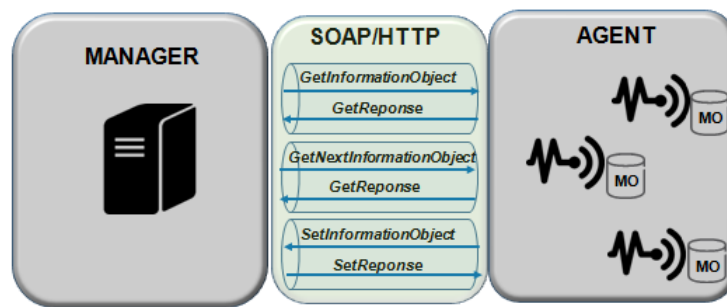 MANAGER
SOAP/HTTP
GetInformationObject
GetReponse
GetNextInformationObject
GetReponse
SetInformationObject
SetReponse
AGENT
MO
MO
MO